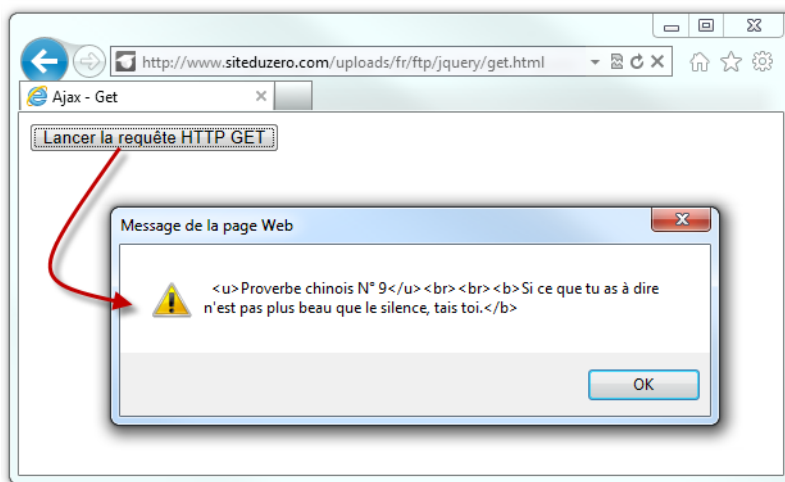 http://www.siteduzero.com/uploads/fr/ftp/jquery/get.html
Ajax - Get
Lancer la requête HTTP GET
Message de la page Web
<u>Proverbe chinois N° 9</u><br><br><b>Si ce que tu as à dire
n'est pas plus beau que le silence, tais toi.</b>
OK